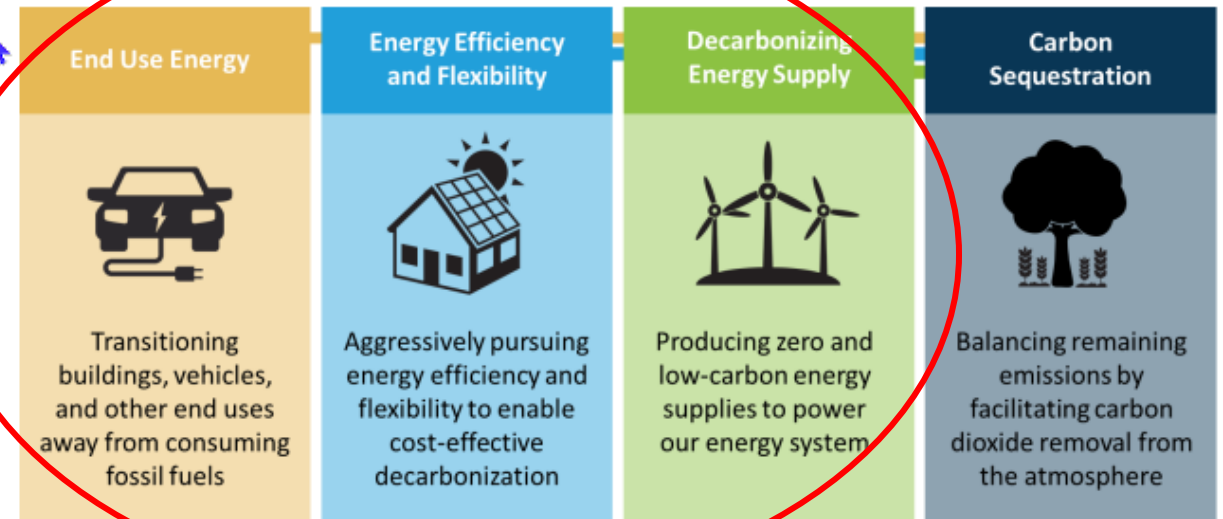 End Use Energy
Energy Efficiency
and Flexibility
Decarbonizing
Energy Supply
Carbon
Sequestration
Transitioning
buildings, vehicles,
and other end uses
away from consuming
fossil fuels
Aggressively pursuing
energy efficiency and
flexibility to enable
cost-effective
decarbonization
Producing zero and
low-carbon energy
supplies to power
our energy system
Balancing remaining
emissions by
facilitating carbon
dioxide removal from
the atmosphere